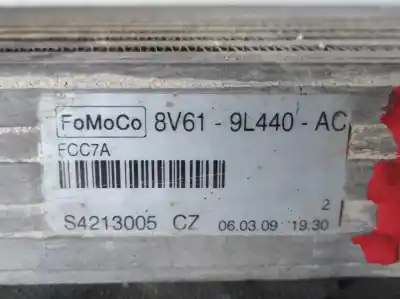 FoMoCo 8V61 - 9L440 - AC
FCC7A
2
S4213005 CZ 06.03.09 19:30